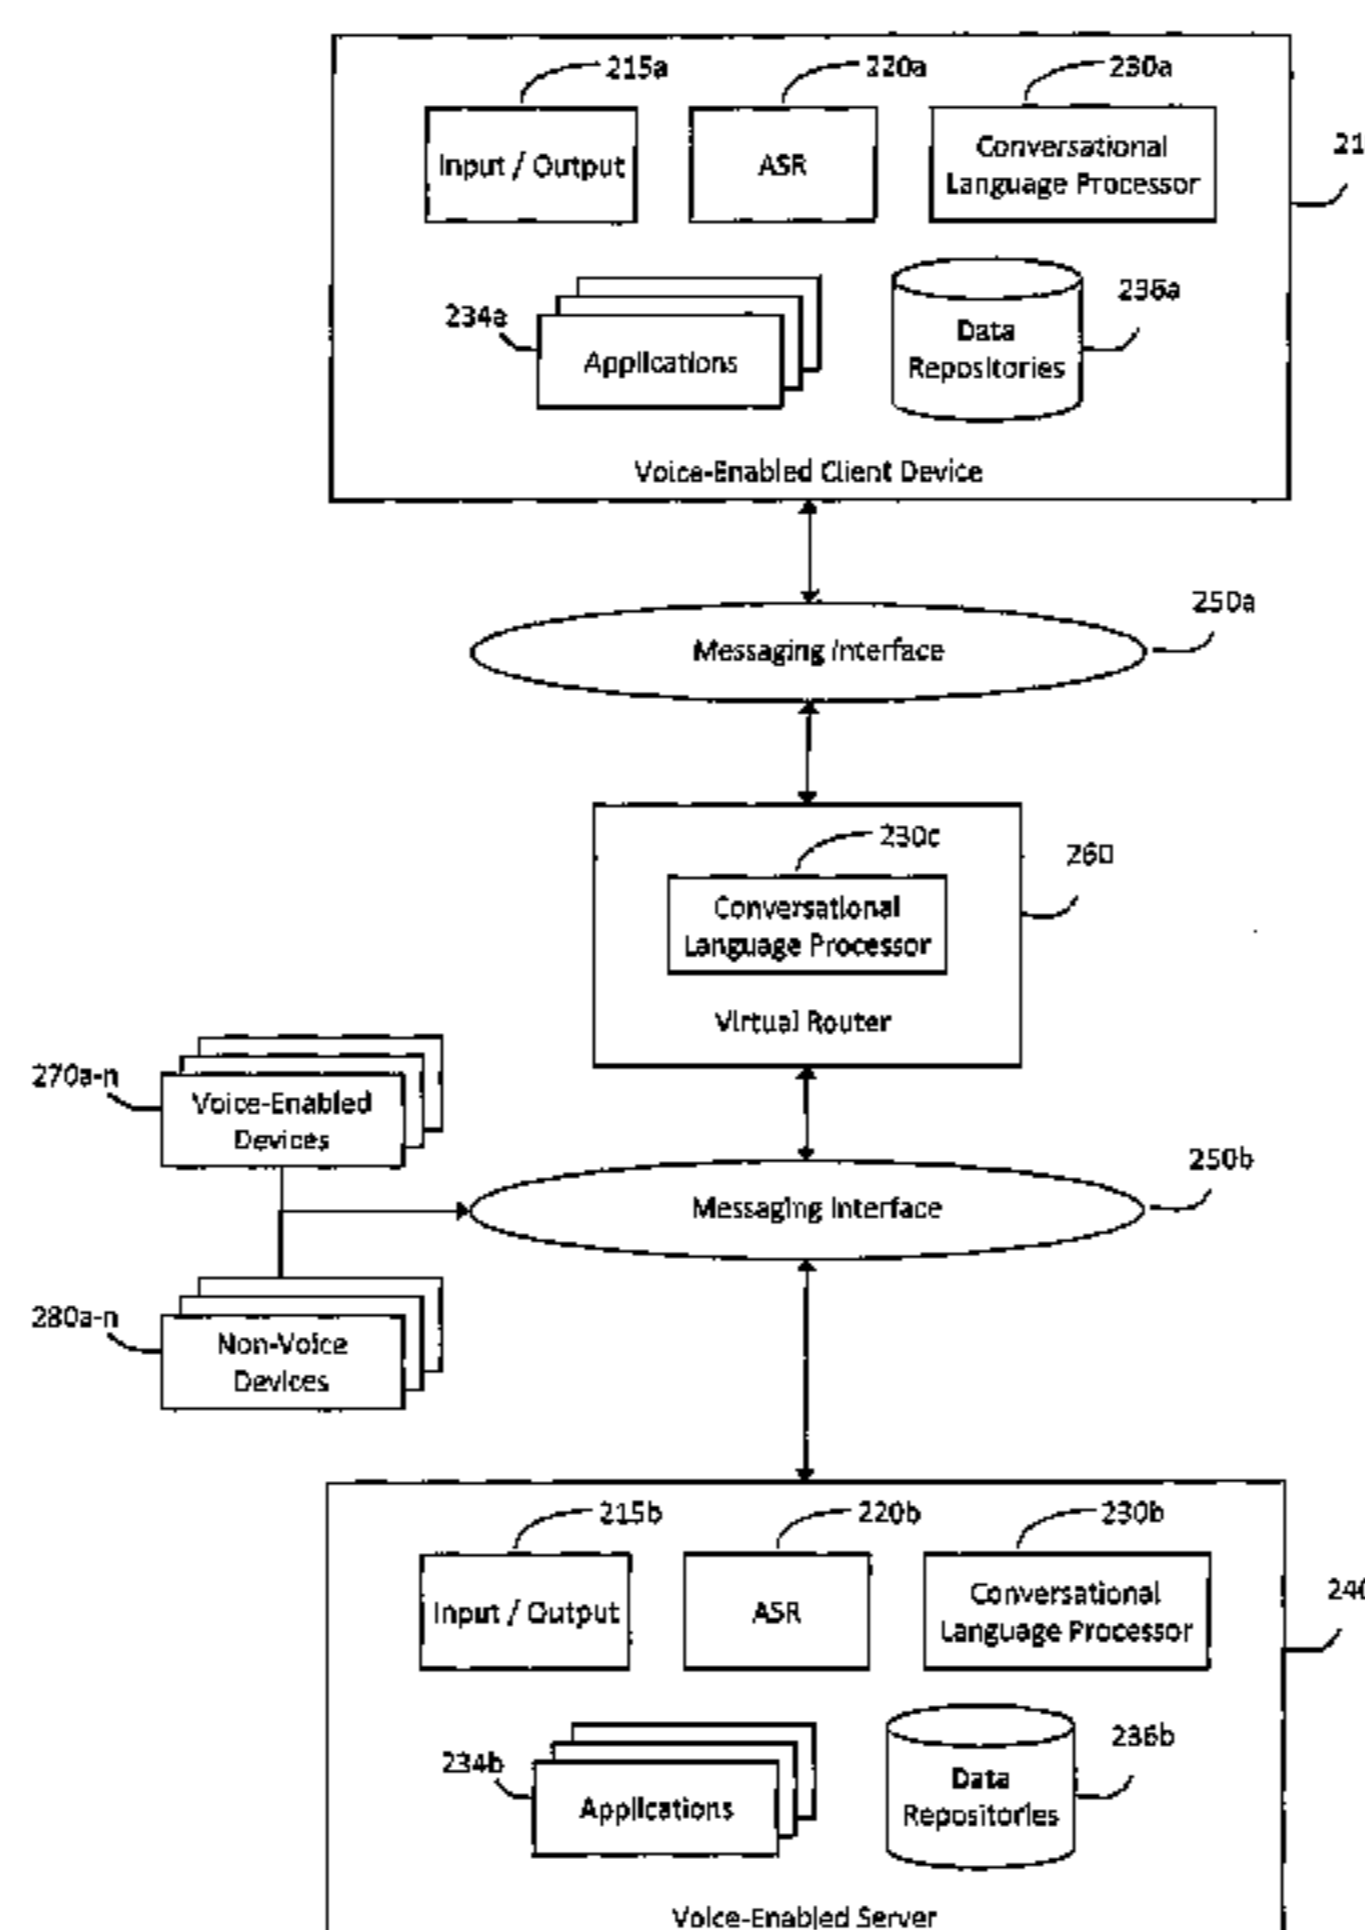 215a
220a
230a
Input / Output
ASR
Conversational
Language Processor
21
234a
Applications
236a
Data
Repositories
Voice-Enabled Client Device
250a
Messaging Interface
230c
260
Conversational
Language Processor
Virtual Router
270a-n
Voice-Enabled
Devices
250b
Messaging Interface
280a-n
Non-Voice
Devices
215b
220b
230b
Input / Output
ASR
Conversational
Language Processor
240
234b
Applications
236b
Data
Repositories
Voice-Enabled Server